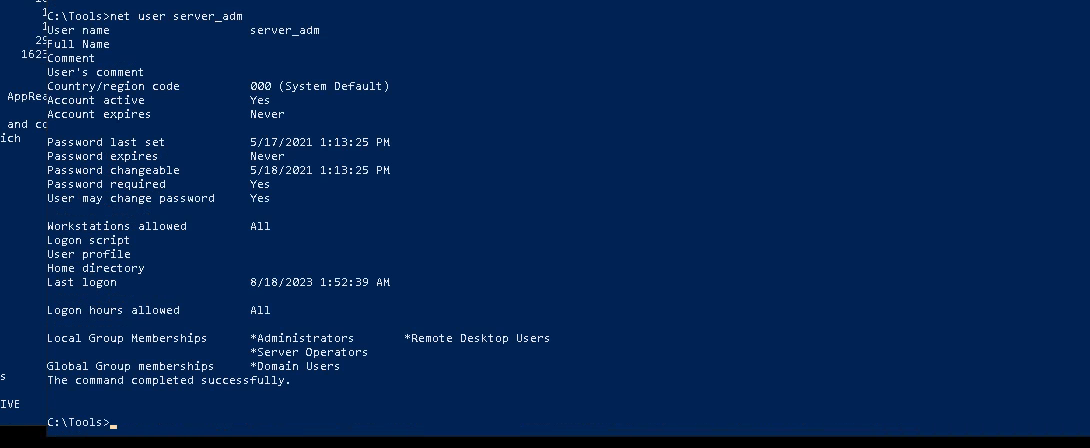 C:\Tools>net user server_adm
User name                    server_adm
Full Name
Comment
User's comment
Country/region code          000 (System Default)
Account active               Yes
Account expires              Never
Password last set            5/17/2021 1:13:25 PM
Password expires             Never
Password changeable          5/18/2021 1:13:25 PM
Password required            Yes
User may change password     Yes
Workstations allowed         All
Logon script
User profile
Home directory
Last logon                   8/18/2023 1:52:39 AM
Logon hours allowed          All
Local Group Memberships      *Administrators       *Remote Desktop Users
                             *Server Operators
Global Group memberships     *Domain Users
The command completed successfully.
C:\Tools>
1
1
29
1623
AppRea
and co
ich
s
IVE